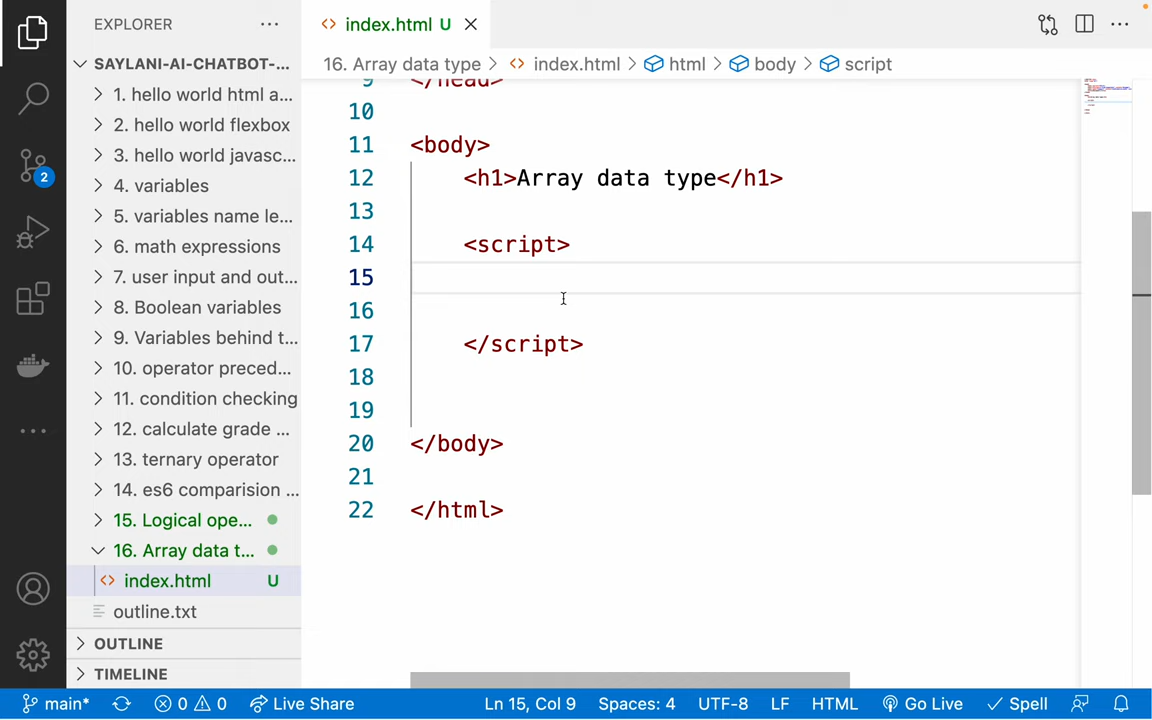 EXPLORER
SAYLANI-AI-CHATBOT-...
1. hello world html a...
2. hello world flexbox
3. hello world javasc...
4. variables
5. variables name le...
6. math expressions
7. user input and out...
8. Boolean variables
9. Variables behind t...
10. operator preced...
11. condition checking
12. calculate grade ...
13. ternary operator
14. es6 comparision ...
15. Logical ope...
16. Array data t...
<> index.html U
outline.txt
OUTLINE
TIMELINE
2
<> index.html U ×
16. Array data type > <> index.html > html > body > script
9 </head>
10
11 <body>
12 <h1>Array data type</h1>
13
14 <script>
15
16
17 </script>
18
19
20 </body>
21
22 </html>
main* 0 0 Live Share Ln 15, Col 9 Spaces: 4 UTF-8 LF HTML Go Live Spell